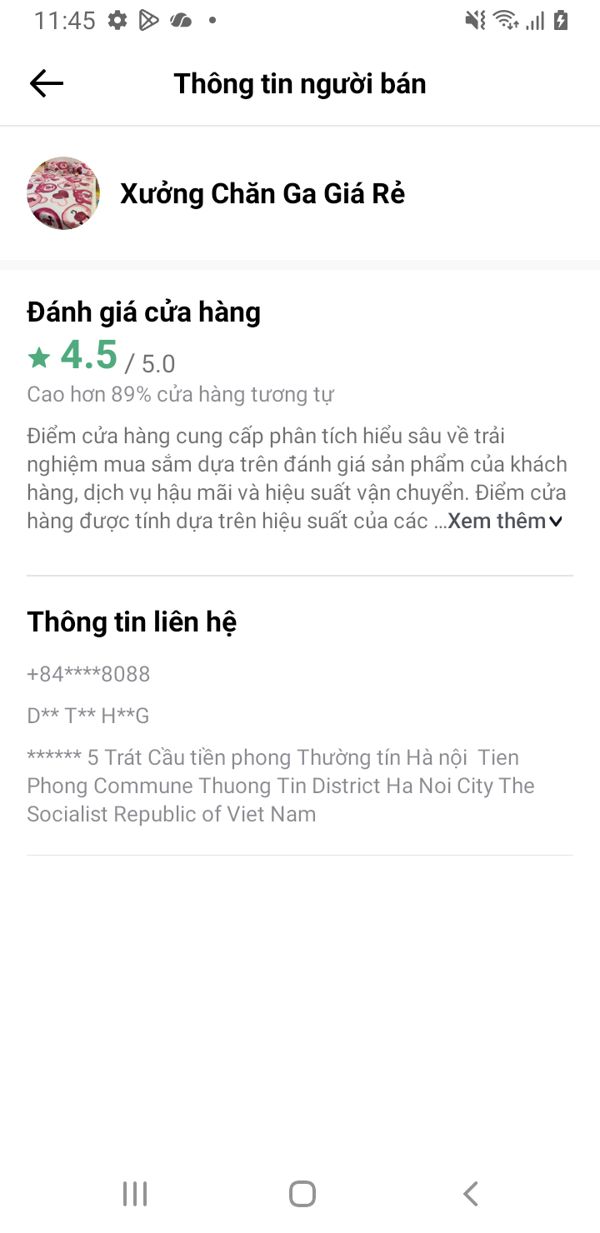 11:45
Thông tin người bán
Xưởng Chăn Ga Giá Rẻ
Đánh giá cửa hàng
4.5 / 5.0
Cao hơn 89% cửa hàng tương tự
Điểm cửa hàng cung cấp phân tích hiểu sâu về trải
nghiệm mua sắm dựa trên đánh giá sản phẩm của khách
hàng, dịch vụ hậu mãi và hiệu suất vận chuyển. Điểm cửa
hàng được tính dựa trên hiệu suất của các ...Xem thêm
Thông tin liên hệ
+84****8088
D** T** H**G
****** 5 Trát Cầu tiền phong Thường tín Hà nội  Tien
Phong Commune Thuong Tin District Ha Noi City The
Socialist Republic of Viet Nam